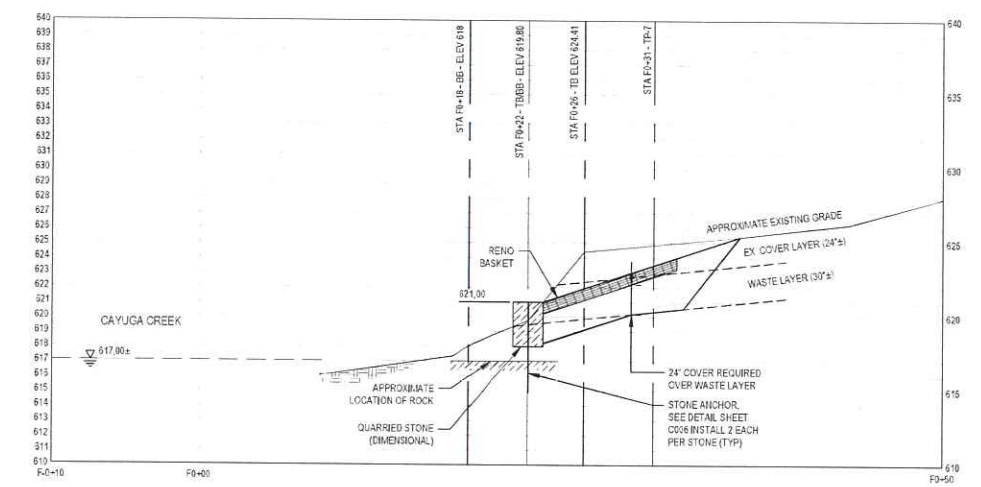 640
639
638
637
636
635
634
633
632
631
630
629
628
627
626
625
624
623
622
621
620
619
618
617
616
615
614
613
612
611
610
640
635
630
625
620
615
610
STA F0+18 - BB - ELEV 618
STA F0+22 - TB/BB - ELEV 619.80
STA F0+26 - TB ELEV 624.41
STA F0+31 - TP-7
APPROXIMATE EXISTING GRADE
EX. COVER LAYER (24"±)
WASTE LAYER (30"±)
RENO
BASKET
621.00
CAYUGA CREEK
617.00±
APPROXIMATE
LOCATION OF ROCK
QUARRIED STONE
(DIMENSIONAL)
24" COVER REQUIRED
OVER WASTE LAYER
STONE ANCHOR,
SEE DETAIL SHEET
C006 INSTALL 2 EACH
PER STONE (TYP)
F-0+10
F0+00
F0+50